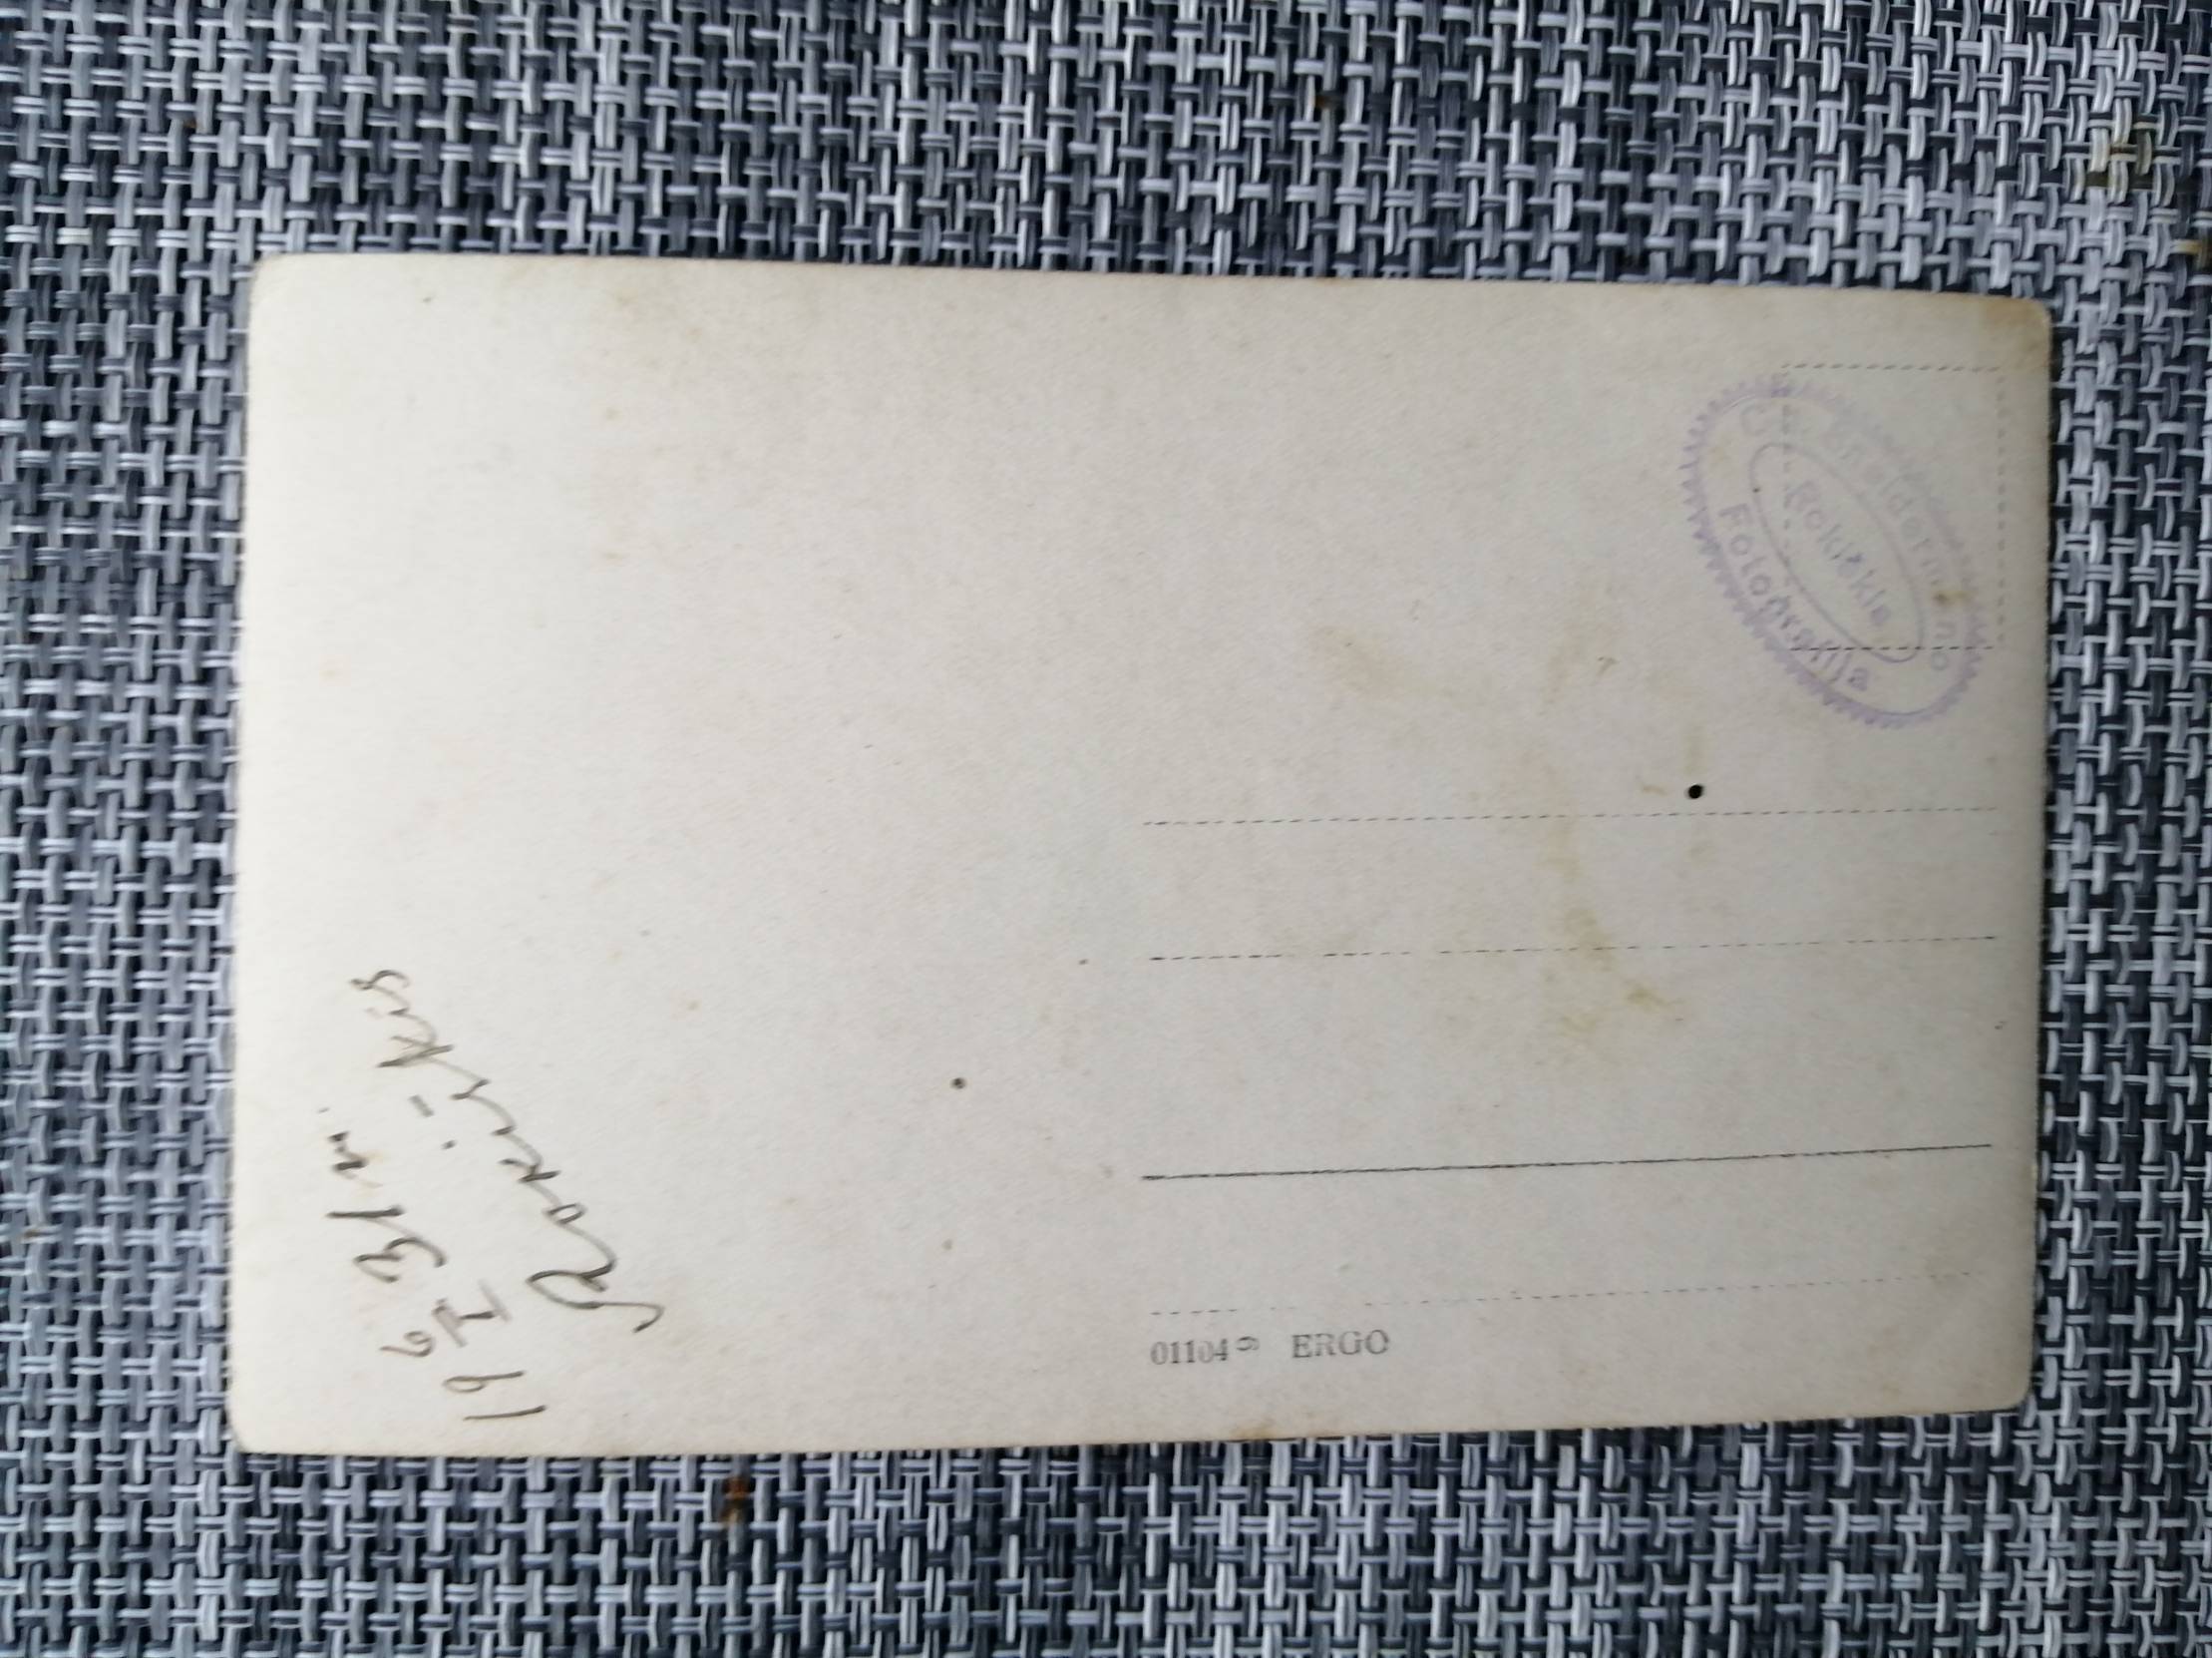 Rokiškis
Fotografija
19 6/I 31 m.
Rokiškis
01104 ERGO